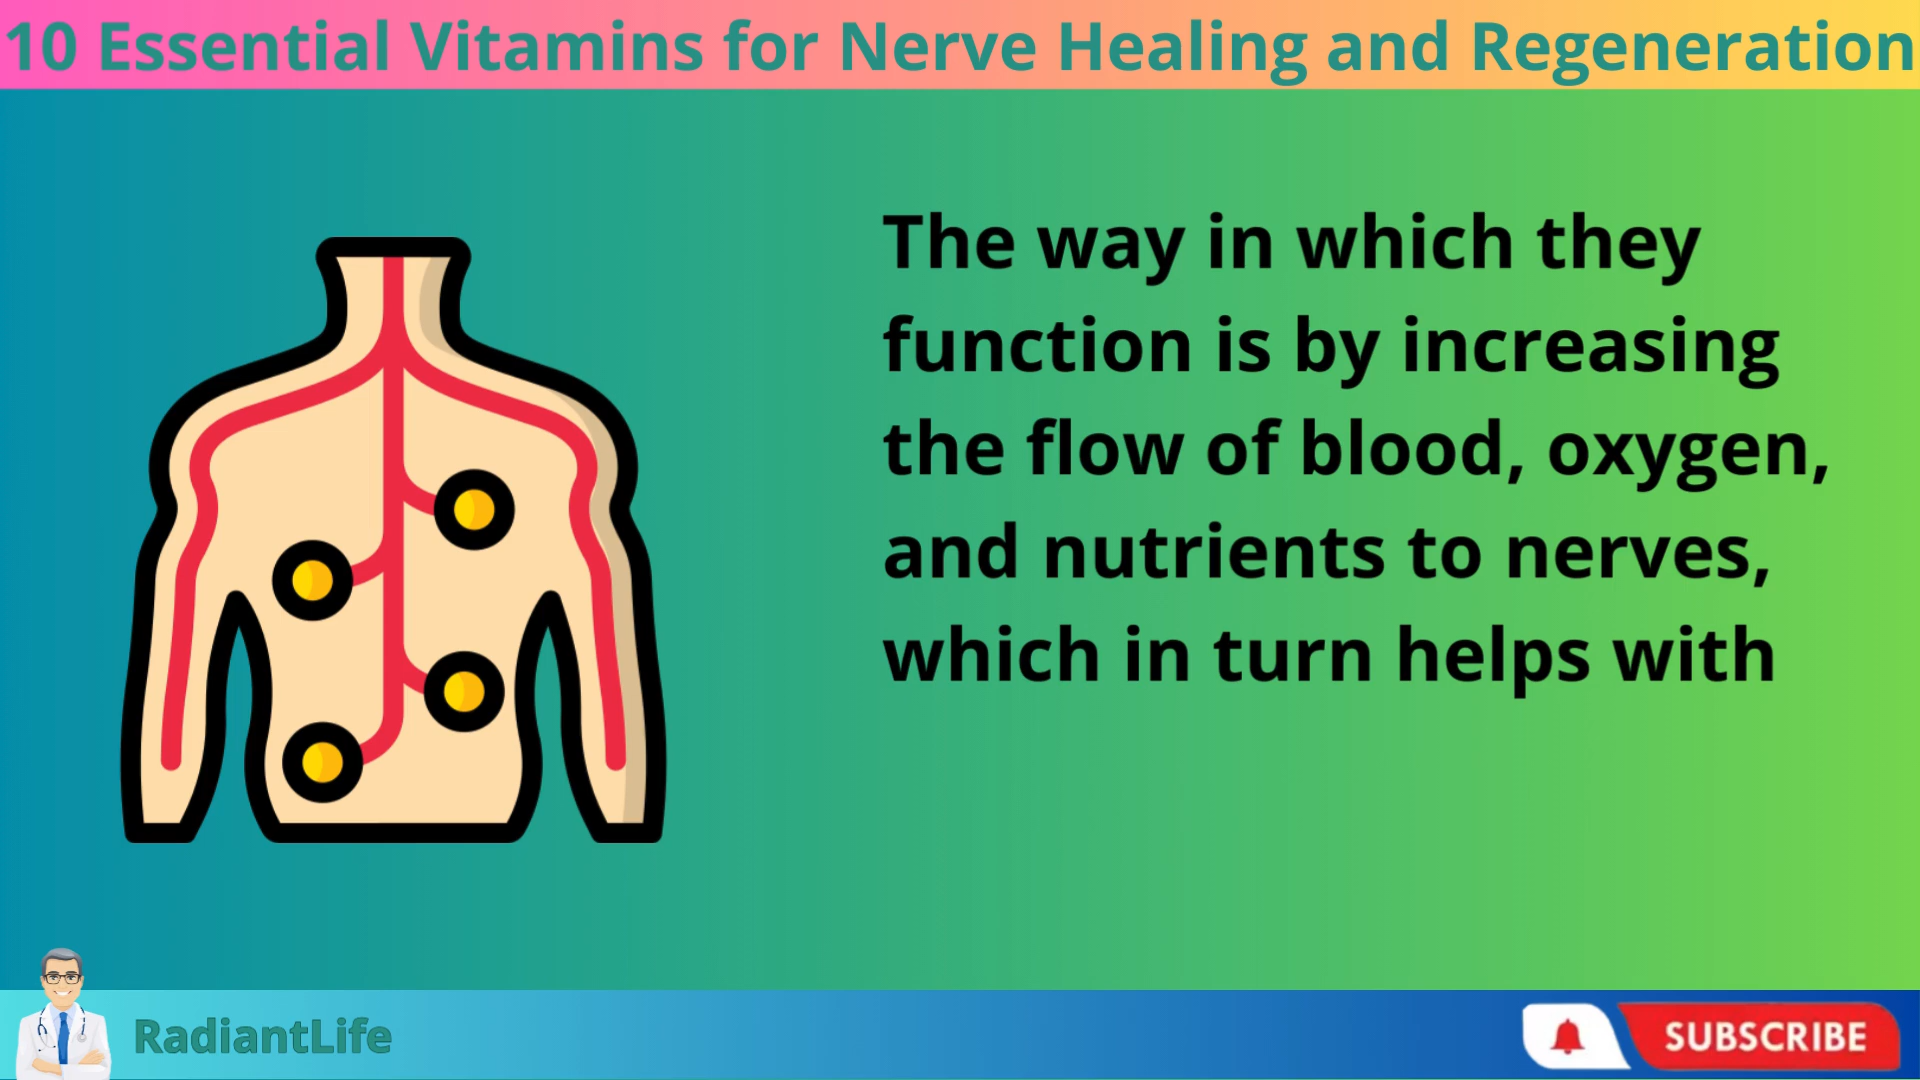 10 Essential Vitamins for Nerve Healing and Regeneration
The way in which they
function is by increasing
the flow of blood, oxygen,
and nutrients to nerves,
which in turn helps with
RadiantLife
SUBSCRIBE